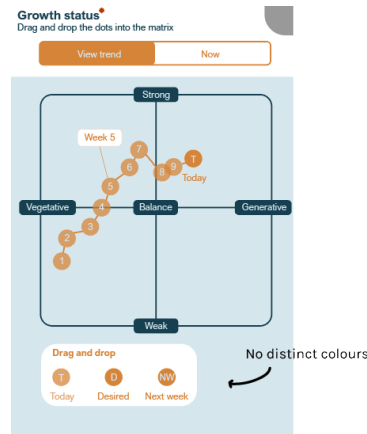 Growth status*
Drag and drop the dots into the matrix
View trend
Now
Strong
Week 5
7
6
8
9
T
Today
5
Vegetative
4
Balance
Generative
3
2
1
Weak
Drag and drop
T
D
NW
Today
Desired
Next week
No distinct colours